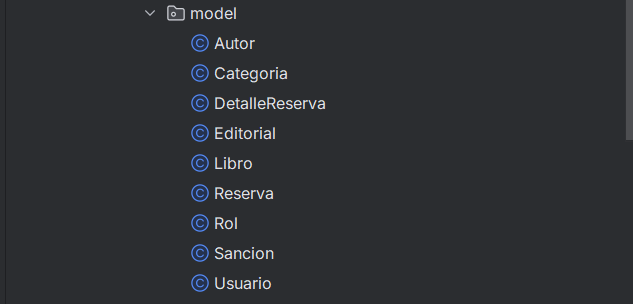 model
Autor
Categoria
DetalleReserva
Editorial
Libro
Reserva
Rol
Sancion
Usuario